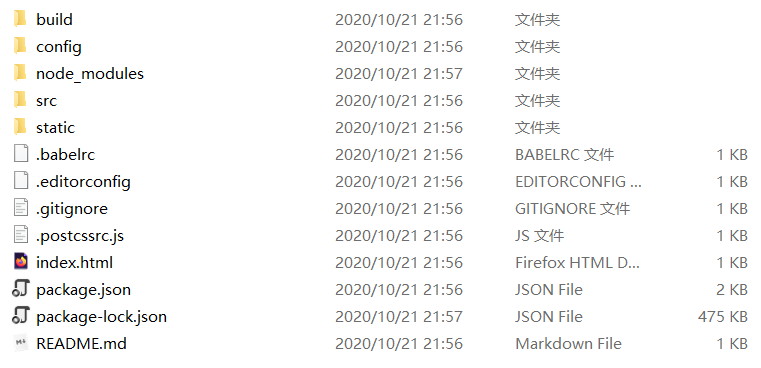 build 2020/10/21 21:56 文件夹
config 2020/10/21 21:56 文件夹
node_modules 2020/10/21 21:57 文件夹
src 2020/10/21 21:56 文件夹
static 2020/10/21 21:56 文件夹
.babelrc 2020/10/21 21:56 BABELRC 文件 1 KB
.editorconfig 2020/10/21 21:56 EDITORCONFIG ... 1 KB
.gitignore 2020/10/21 21:56 GITIGNORE 文件 1 KB
.postcssrc.js 2020/10/21 21:56 JS 文件 1 KB
index.html 2020/10/21 21:56 Firefox HTML D... 1 KB
package.json 2020/10/21 21:56 JSON File 2 KB
package-lock.json 2020/10/21 21:57 JSON File 475 KB
README.md 2020/10/21 21:56 Markdown File 1 KB